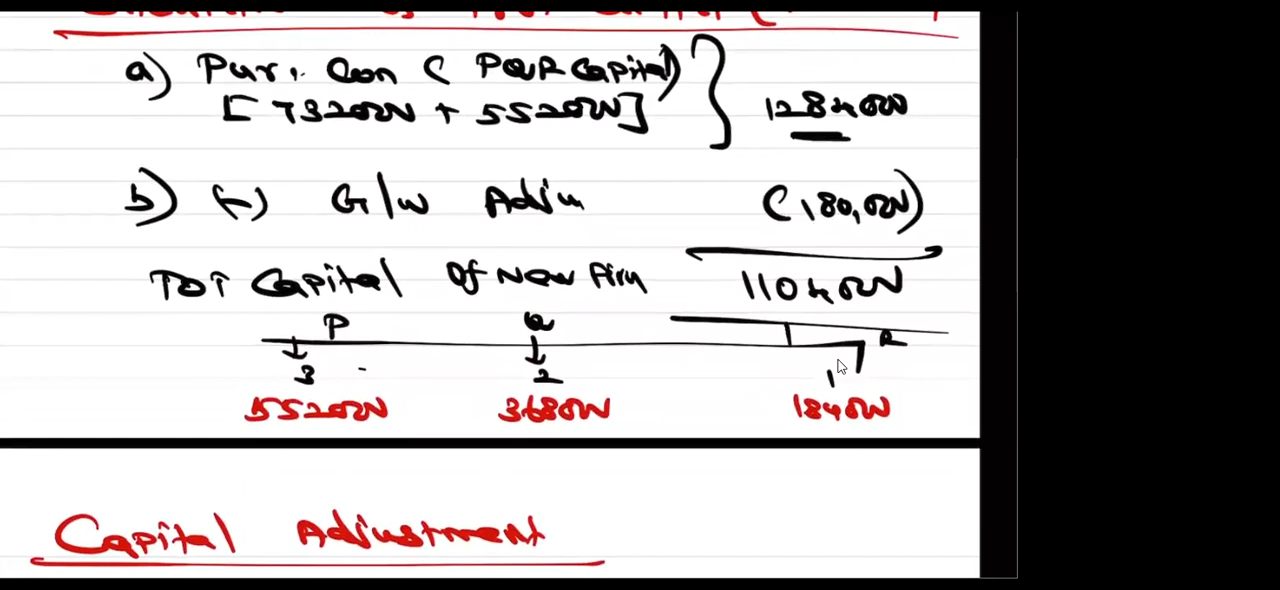 a) Pur. Con ( PQR Capital)
[ 732000 + 552000 ] 1284000
b) (-) G/W Adju (180,000)
TOT Capital Of New Firm 1104000
P Q R
3 2 1
552000 368000 184000
Capital Adjustment